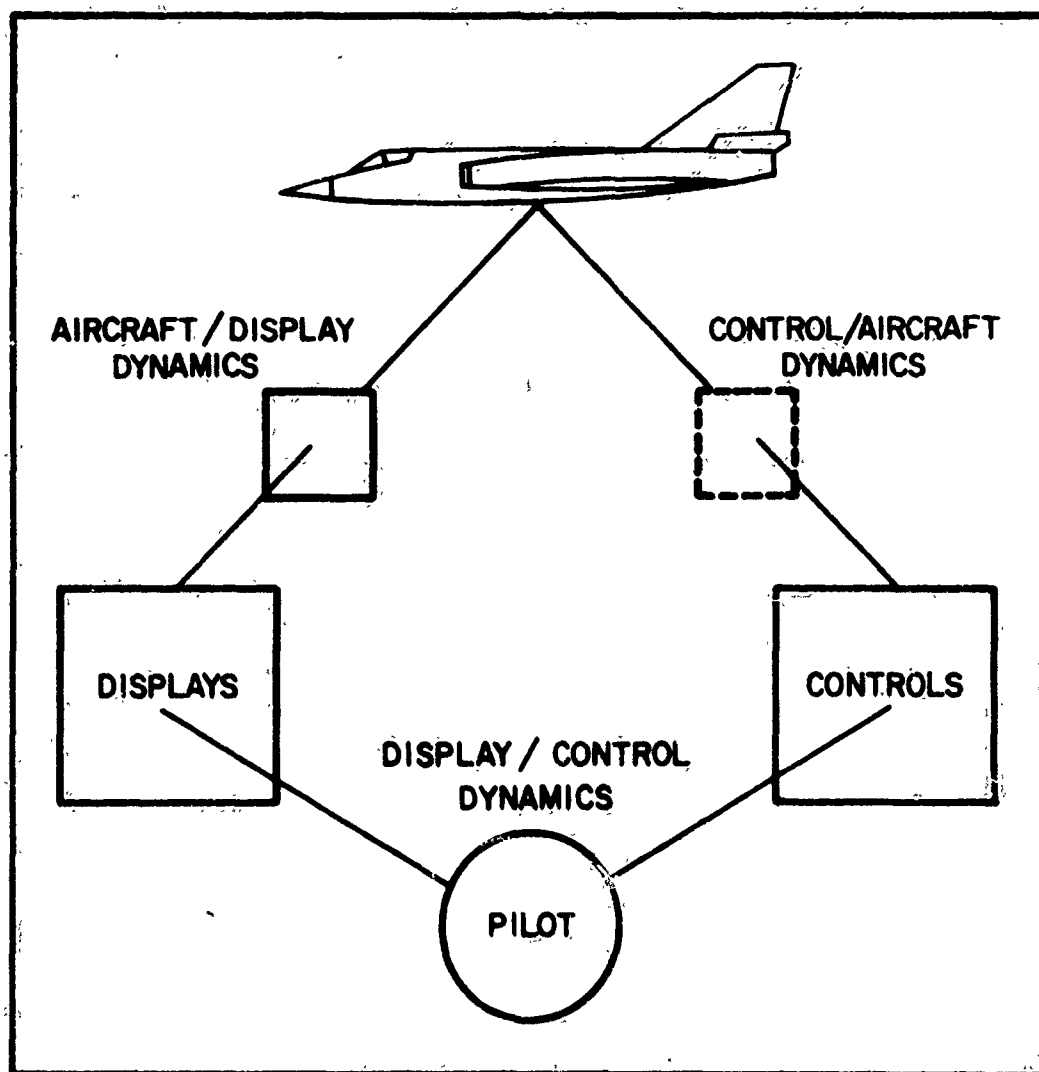 AIRCRAFT / DISPLAY
DYNAMICS
CONTROL/AIRCRAFT
DYNAMICS
DISPLAYS
CONTROLS
DISPLAY / CONTROL
DYNAMICS
PILOT